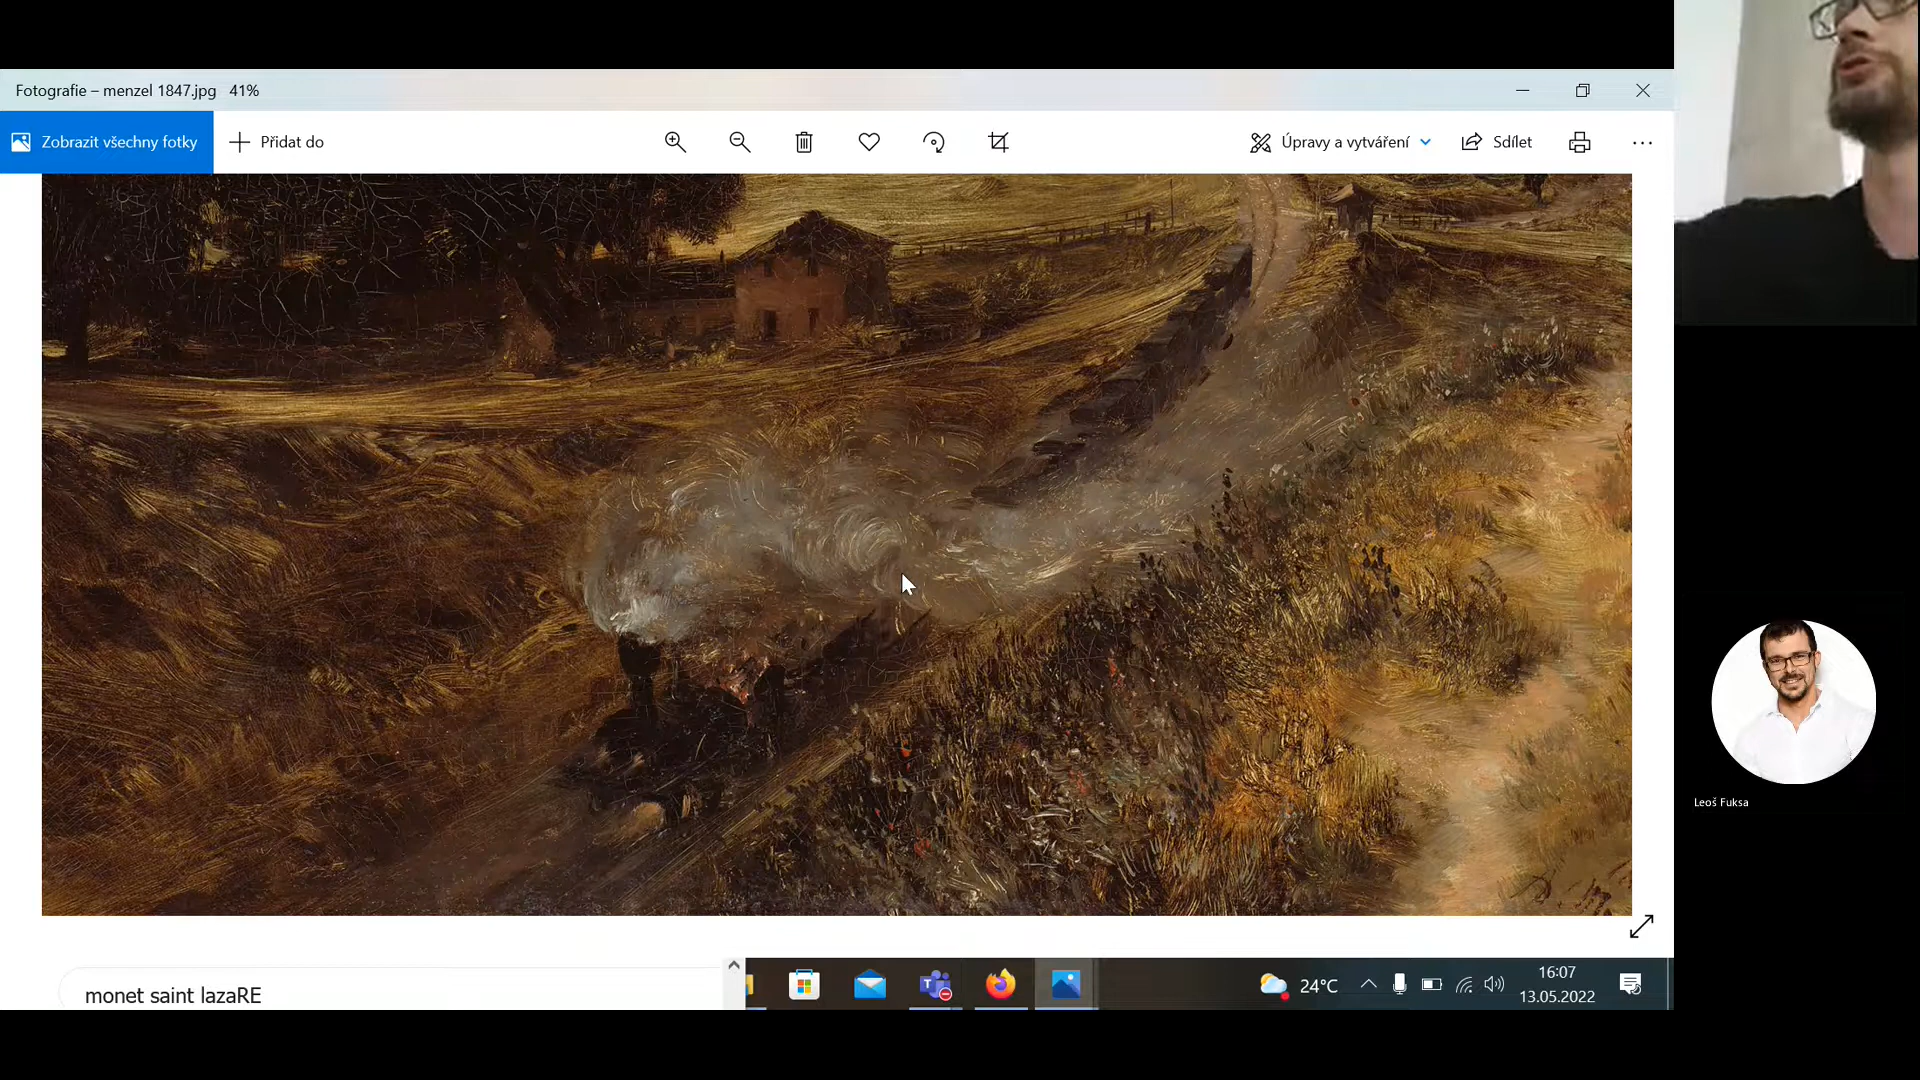 Fotografie – menzel 1847.jpg 41%
Zobrazit všechny fotky
Přidat do
Úpravy a vytváření
Sdílet
Leoš Fuksa
monet saint lazaRE
24°C
16:07
13.05.2022